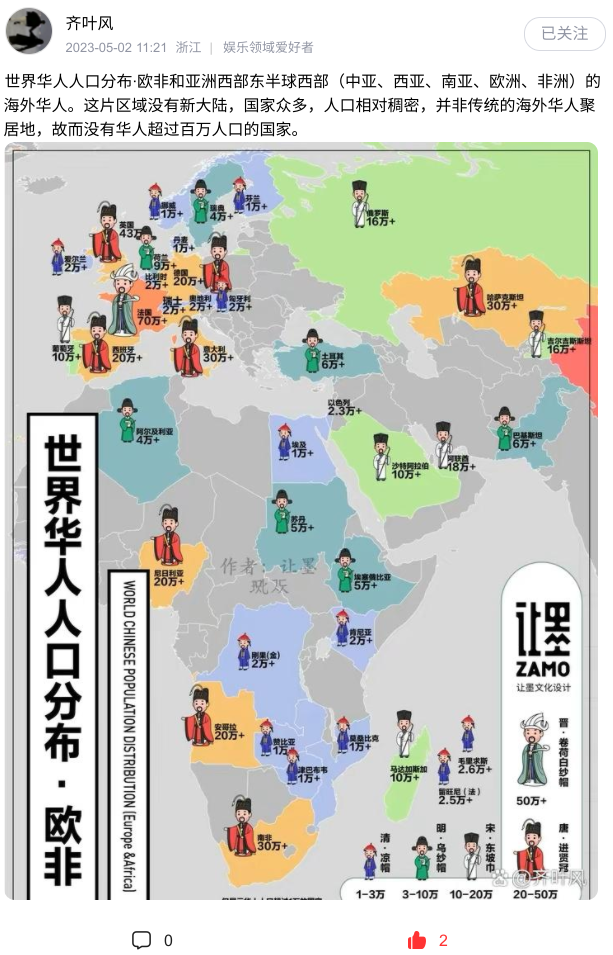 齐叶风
2023-05-02 11:21 浙江 | 娱乐领域爱好者
已关注
世界华人人口分布·欧非和亚洲西部东半球西部（中亚、西亚、南亚、欧洲、非洲）的
海外华人。这片区域没有新大陆，国家众多，人口相对稠密，并非传统的海外华人聚
居地，故而没有华人超过百万人口的国家。
挪威
1万+
瑞典
4万+
芬兰
1万+
俄罗斯
16万+
英国
43万+
丹麦
1万+
爱尔兰
2万+
荷兰
9万+
比利时
2万+
德国
20万+
瑞士
2万+
奥地利
2万+
匈牙利
2万+
法国
70万+
哈萨克斯坦
30万+
吉尔吉斯斯坦
16万+
葡萄牙
10万+
西班牙
20万+
意大利
30万+
土耳其
6万+
以色列
2.3万+
阿尔及利亚
4万+
埃及
1万+
沙特阿拉伯
10万+
阿联酋
18万+
巴基斯坦
6万+
苏丹
5万+
尼日利亚
20万+
作者：让墨
埃塞俄比亚
5万+
肯尼亚
2万+
刚果(金)
2万+
安哥拉
20万+
赞比亚
1万+
津巴布韦
1万+
莫桑比克
1万+
马达加斯加
10万+
毛里求斯
2.6万+
留旺尼（法）
2.5万+
南非
30万+
世界华人人口分布·欧非
WORLD CHINESE POPULATION DISTRIBUTION (Europe &Africa)
让墨
ZAMO
让墨文化设计
晋·卷荷白纱帽
50万+
清·凉帽
1–3万
明·乌纱帽
3–10万
宋·东坡巾
10–20万
唐·进贤冠
20–50万
@齐叶风
0
2